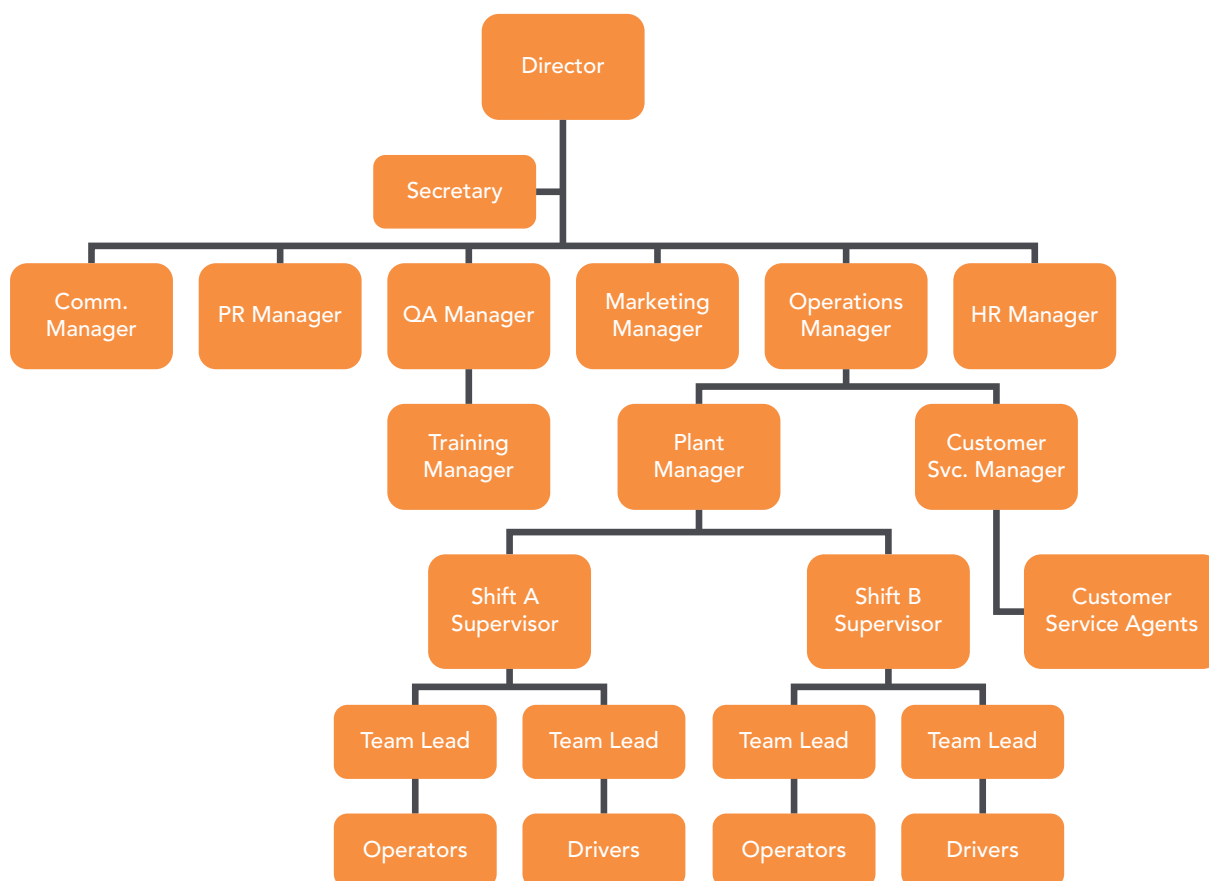 Director
Secretary
Comm.
Manager
PR Manager
QA Manager
Marketing
Manager
Operations
Manager
HR Manager
Training
Manager
Plant
Manager
Customer
Svc. Manager
Shift A
Supervisor
Shift B
Supervisor
Customer
Service Agents
Team Lead
Team Lead
Team Lead
Team Lead
Operators
Drivers
Operators
Drivers